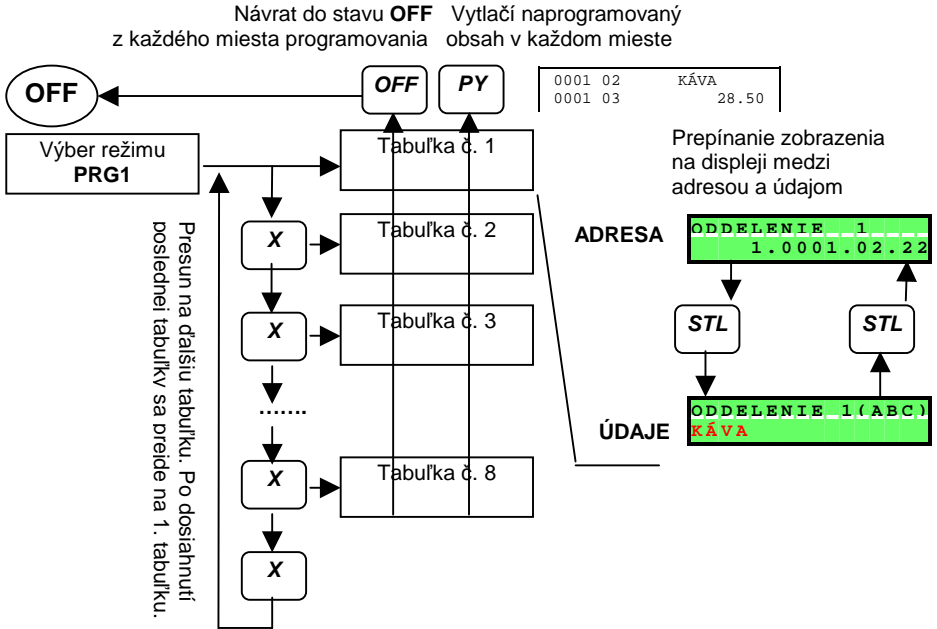 Návrat do stavu OFF
z každého miesta programovania
Vytlačí naprogramovaný
obsah v každom mieste
OFF
OFF
PY
0001 02 KÁVA
0001 03 28.50
Výber režimu
PRG1
Tabuľka č. 1
Prepínanie zobrazenia
na displeji medzi
adresou a údajom
X
Tabuľka č. 2
ADRESA
ODDELENIE 1
1.0001.02.22
X
Tabuľka č. 3
STL
STL
.......
ÚDAJE
ODDELENIE 1(ABC)
KÁVA
X
Tabuľka č. 8
X
Presun na ďalšiu tabuľku. Po dosiahnutí
poslednej tabuľky sa prejde na 1. tabuľku.